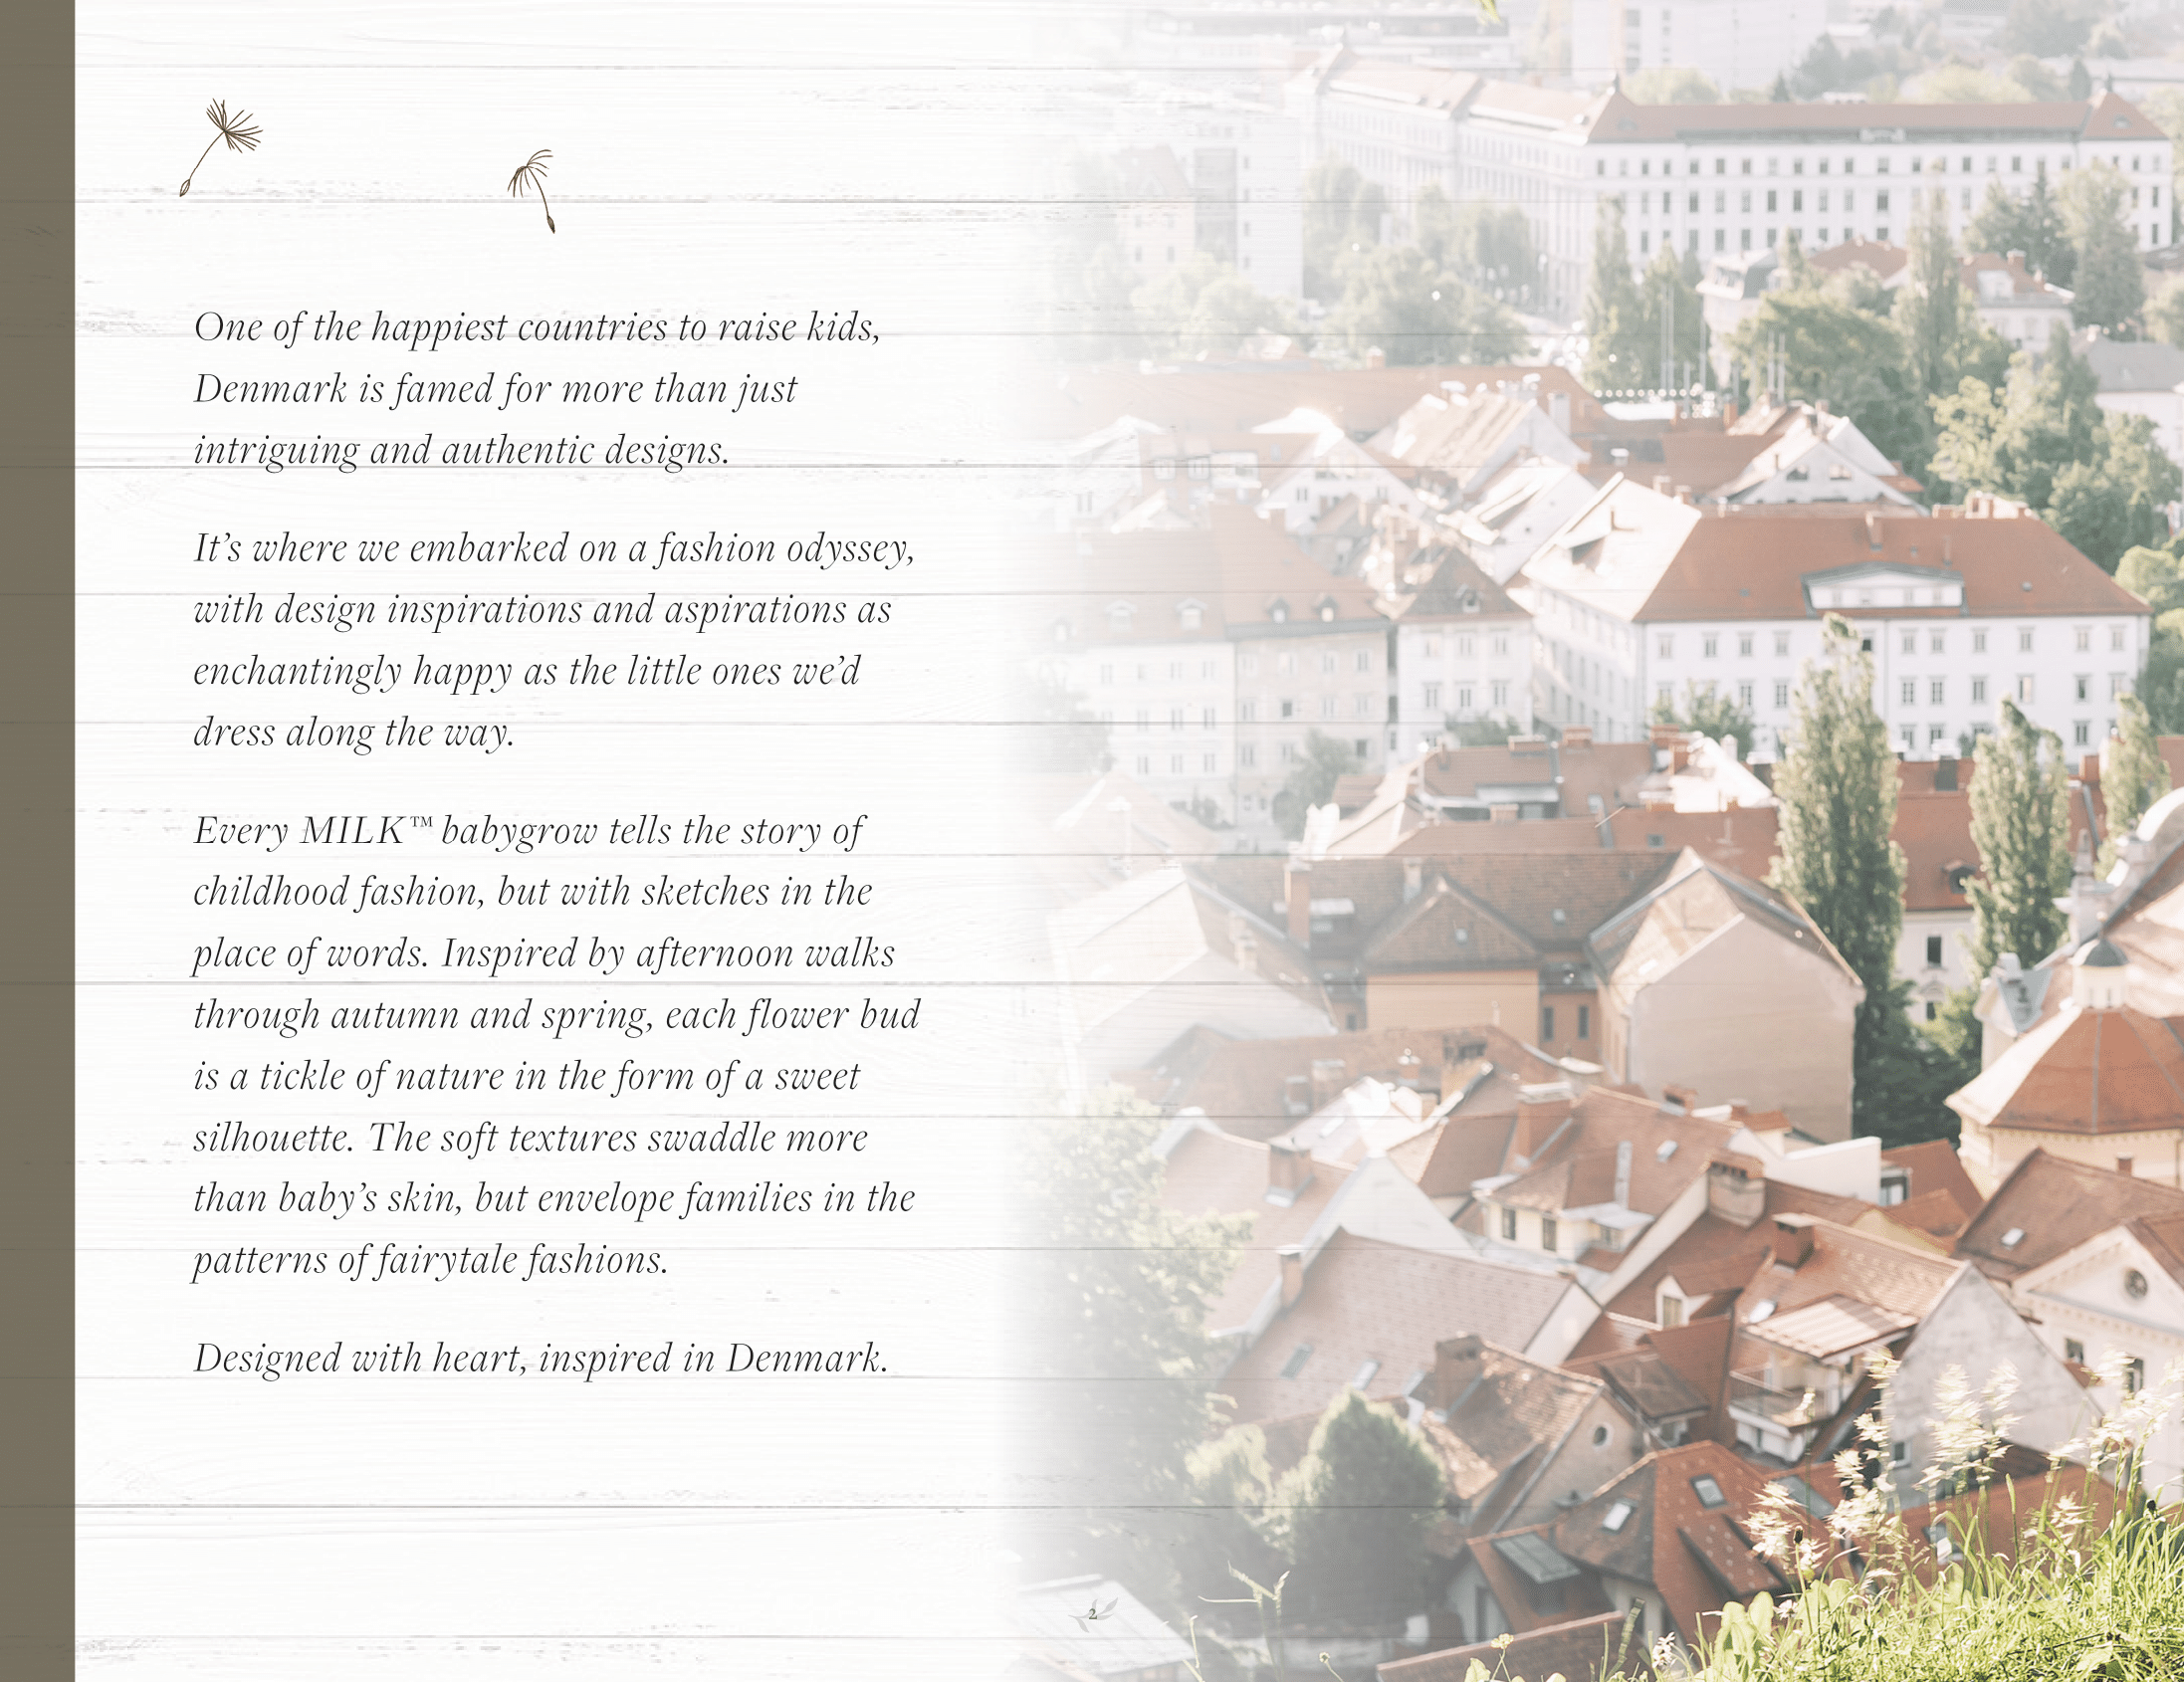 One of the happiest countries to raise kids,
Denmark is famed for more than just
intriguing and authentic designs.
It’s where we embarked on a fashion odyssey,
with design inspirations and aspirations as
enchantingly happy as the little ones we’d
dress along the way.
Every MILK™ babygrow tells the story of
childhood fashion, but with sketches in the
place of words. Inspired by afternoon walks
through autumn and spring, each flower bud
is a tickle of nature in the form of a sweet
silhouette. The soft textures swaddle more
than baby’s skin, but envelope families in the
patterns of fairytale fashions.
Designed with heart, inspired in Denmark.
2